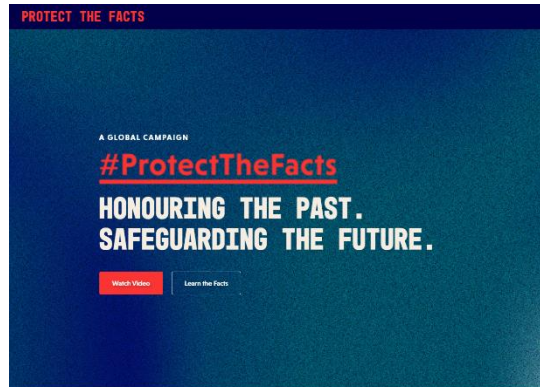 PROTECT THE FACTS
A GLOBAL CAMPAIGN
#ProtectTheFacts
HONOURING THE PAST.
SAFEGUARDING THE FUTURE.
Watch Video Learn the Facts